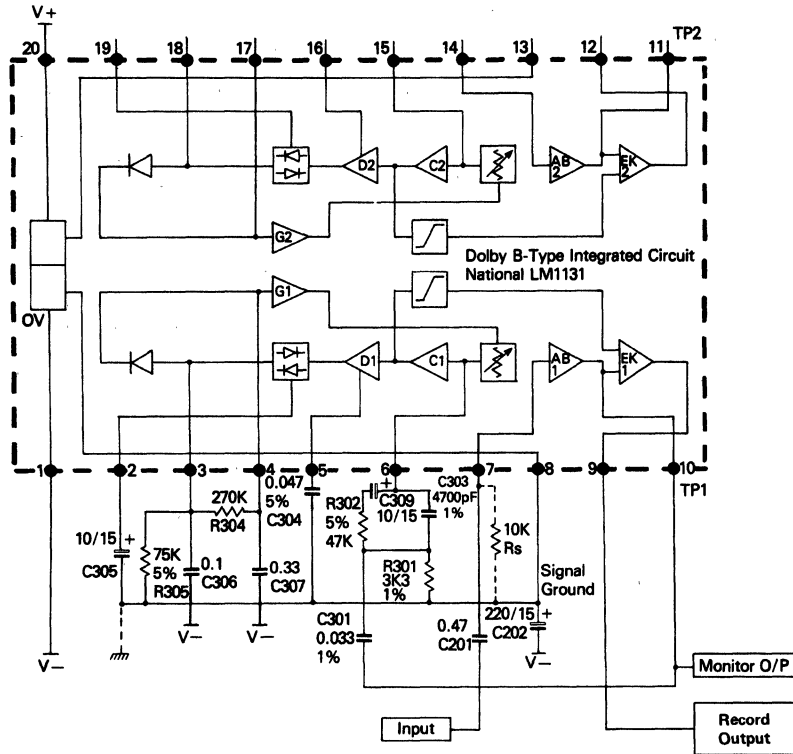 V+
20
19
18
17
16
15
14
13
12
11
TP2
D2
C2
AB
2
EK
2
G2
Dolby B-Type Integrated Circuit
National LM1131
G1
OV
D1
C1
AB
1
EK
1
1
2
3
4
5
6
7
8
9
10
TP1
270K
R304
0.047
5%
C304
R302
5%
47K
+
C309
10/15
C303
4700pF
1%
10/15
+
C305
75K
5%
R305
0.1
C306
0.33
C307
R301
3K3
1%
10K
Rs
Signal
Ground
C301
0.033
1%
0.47
C201
220/15
+
C202
V-
V-
V-
V-
Monitor O/P
Input
Record
Output